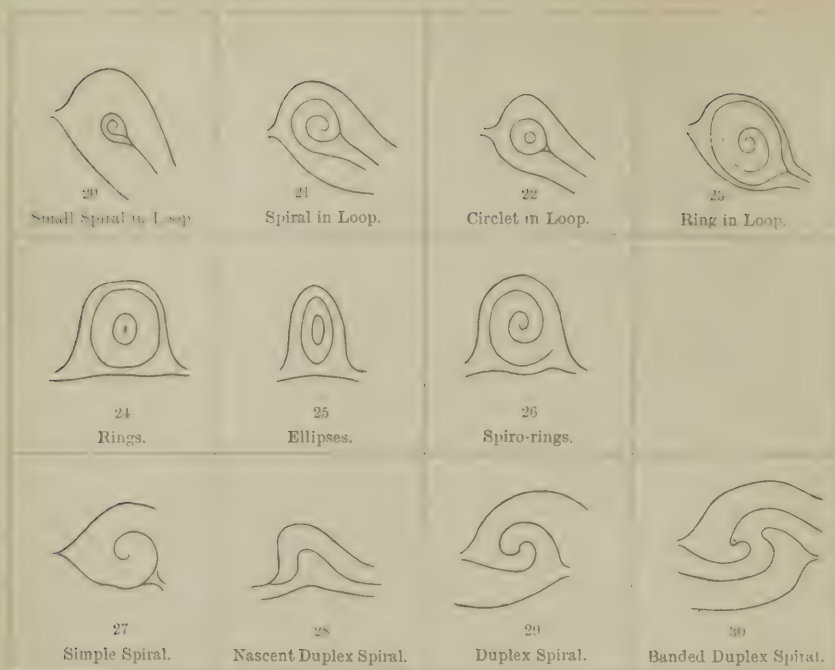 20
Small Spiral in Loop
21
Spiral in Loop.
22
Circlet in Loop.
23
Ring in Loop.
24
Rings.
25
Ellipses.
26
Spiro-rings.
27
Simple Spiral.
28
Nascent Duplex Spiral.
29
Duplex Spiral.
30
Banded Duplex Spiral.